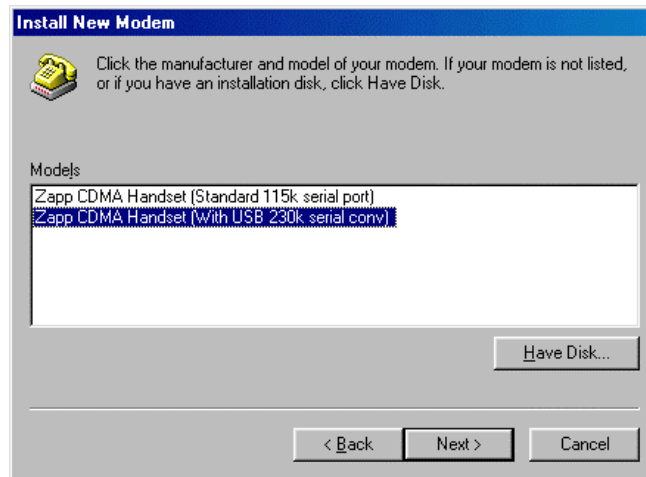 Install New Modem
Click the manufacturer and model of your modem. If your modem is not listed,
or if you have an installation disk, click Have Disk.
Models
Zapp CDMA Handset (Standard 115k serial port)
Zapp CDMA Handset (With USB 230k serial conv)
Have Disk...
< Back
Next >
Cancel